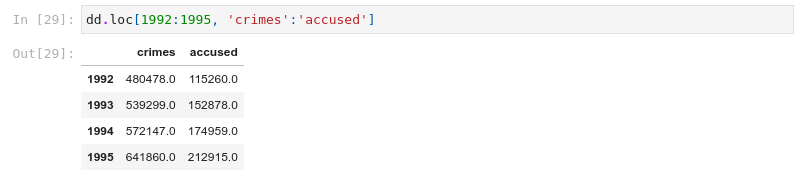 In [29]: dd.loc[1992:1995, 'crimes':'accused']
Out[29]:
crimes accused
1992 480478.0 115260.0
1993 539299.0 152878.0
1994 572147.0 174959.0
1995 641860.0 212915.0